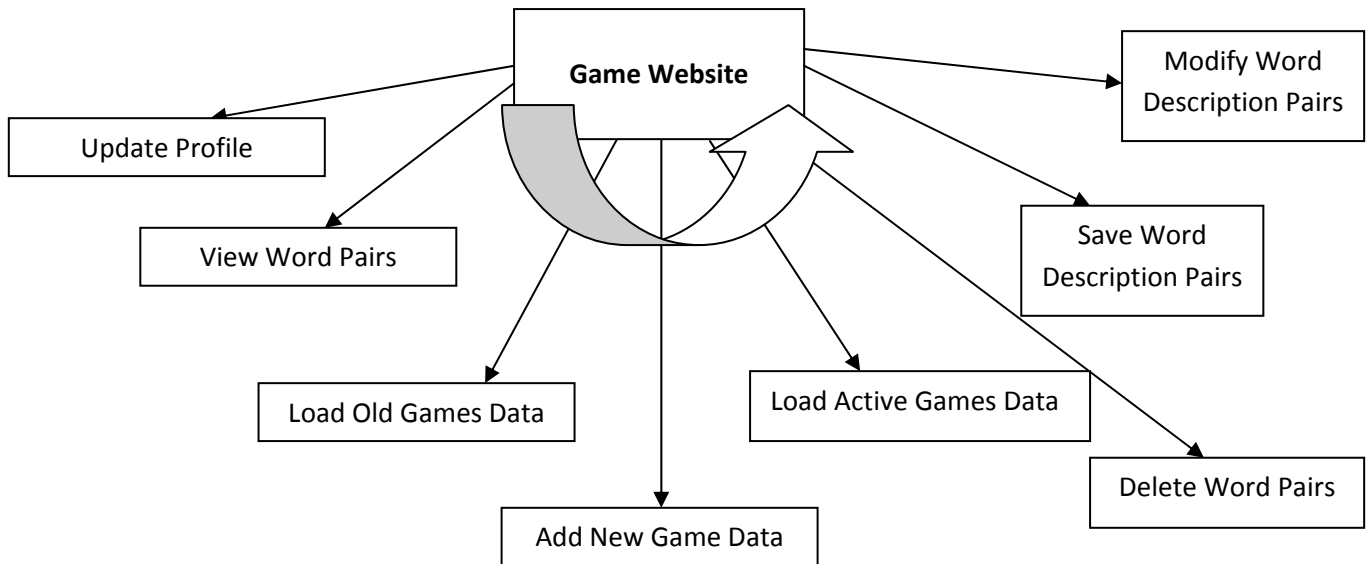 Game Website
Modify Word
Description Pairs
Update Profile
View Word Pairs
Save Word
Description Pairs
Load Old Games Data
Load Active Games Data
Delete Word Pairs
Add New Game Data